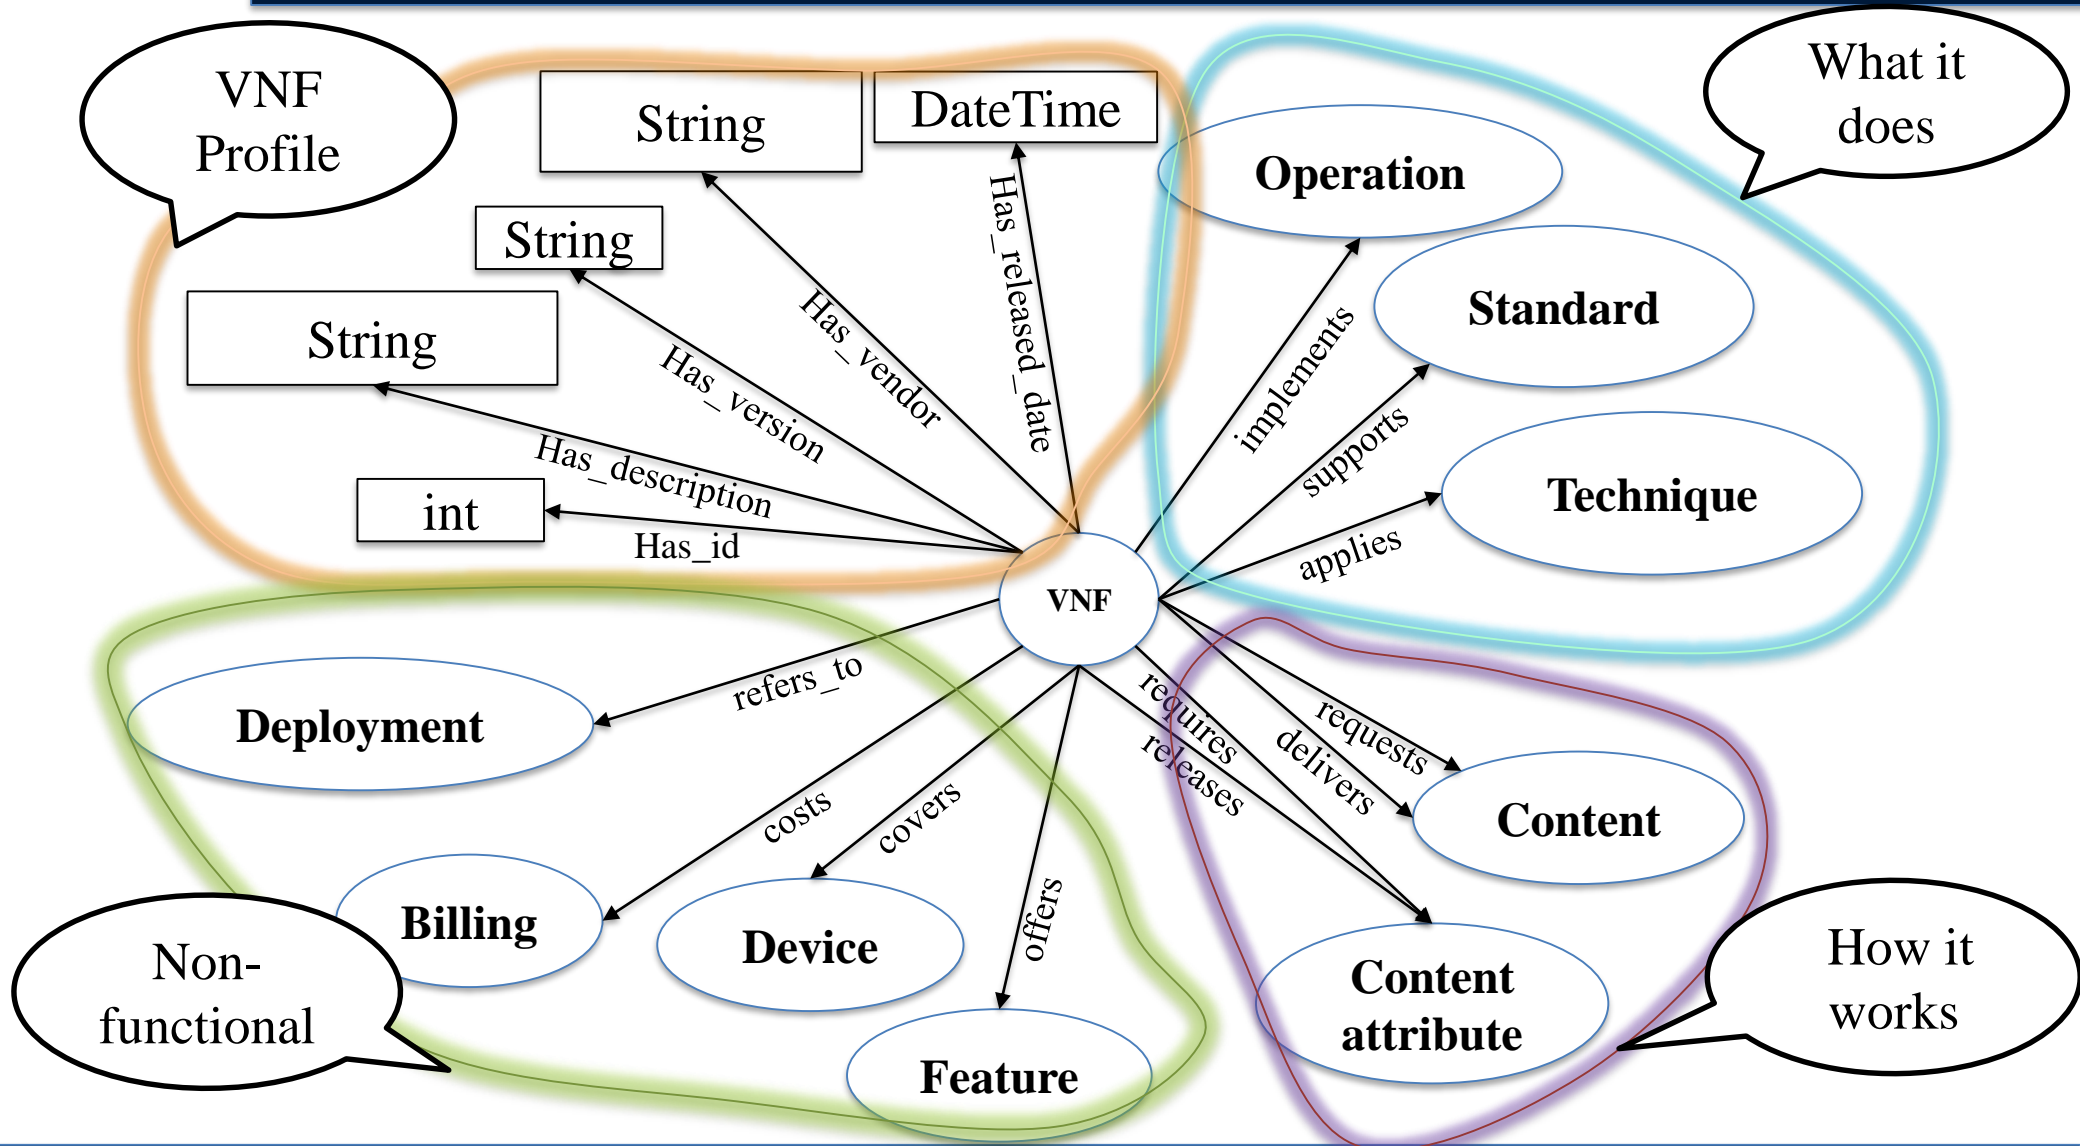 VNF
Profile
String
DateTime
What it
does
Operation
String
Has_released_date
Standard
String
Has_vendor
implements
Has_version
supports
Has_description
Technique
int
Has_id
applies
VNF
refers_to
requires
requests
Deployment
releases
delivers
costs
covers
Content
Billing
Device
offers
Non-
functional
Content
attribute
How it
works
Feature